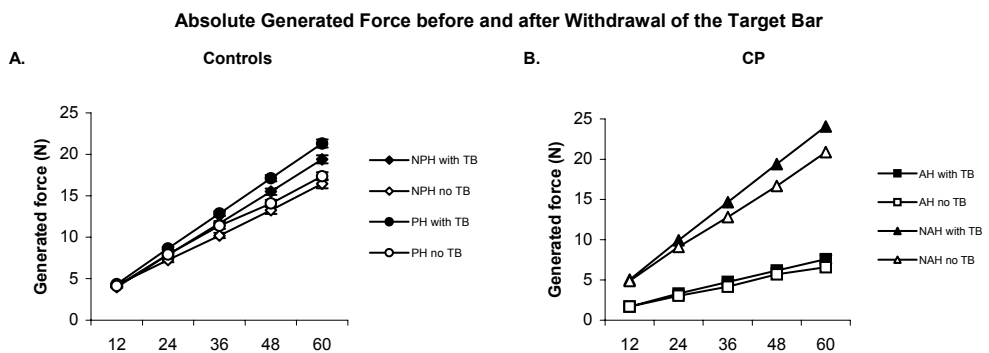 Absolute Generated Force before and after Withdrawal of the Target Bar
A.
Controls
Generated force (N)
25
20
15
10
5
0
12 24 36 48 60
NPH with TB
NPH no TB
PH with TB
PH no TB
B.
CP
Generated force (N)
25
20
15
10
5
0
12 24 36 48 60
AH with TB
AH no TB
NAH with TB
NAH no TB